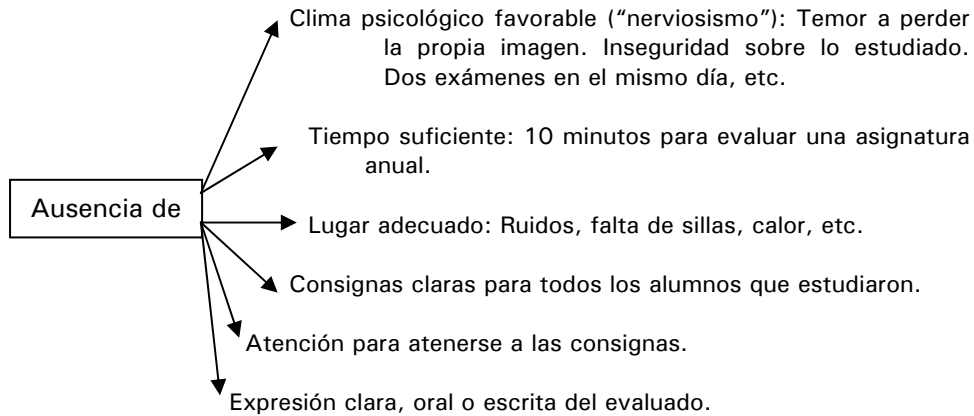 Clima psicológico favorable (“nerviosismo”): Temor a perder
la propia imagen. Inseguridad sobre lo estudiado.
Dos exámenes en el mismo día, etc.
Tiempo suficiente: 10 minutos para evaluar una asignatura
anual.
Ausencia de
Lugar adecuado: Ruidos, falta de sillas, calor, etc.
Consignas claras para todos los alumnos que estudiaron.
Atención para atenerse a las consignas.
Expresión clara, oral o escrita del evaluado.